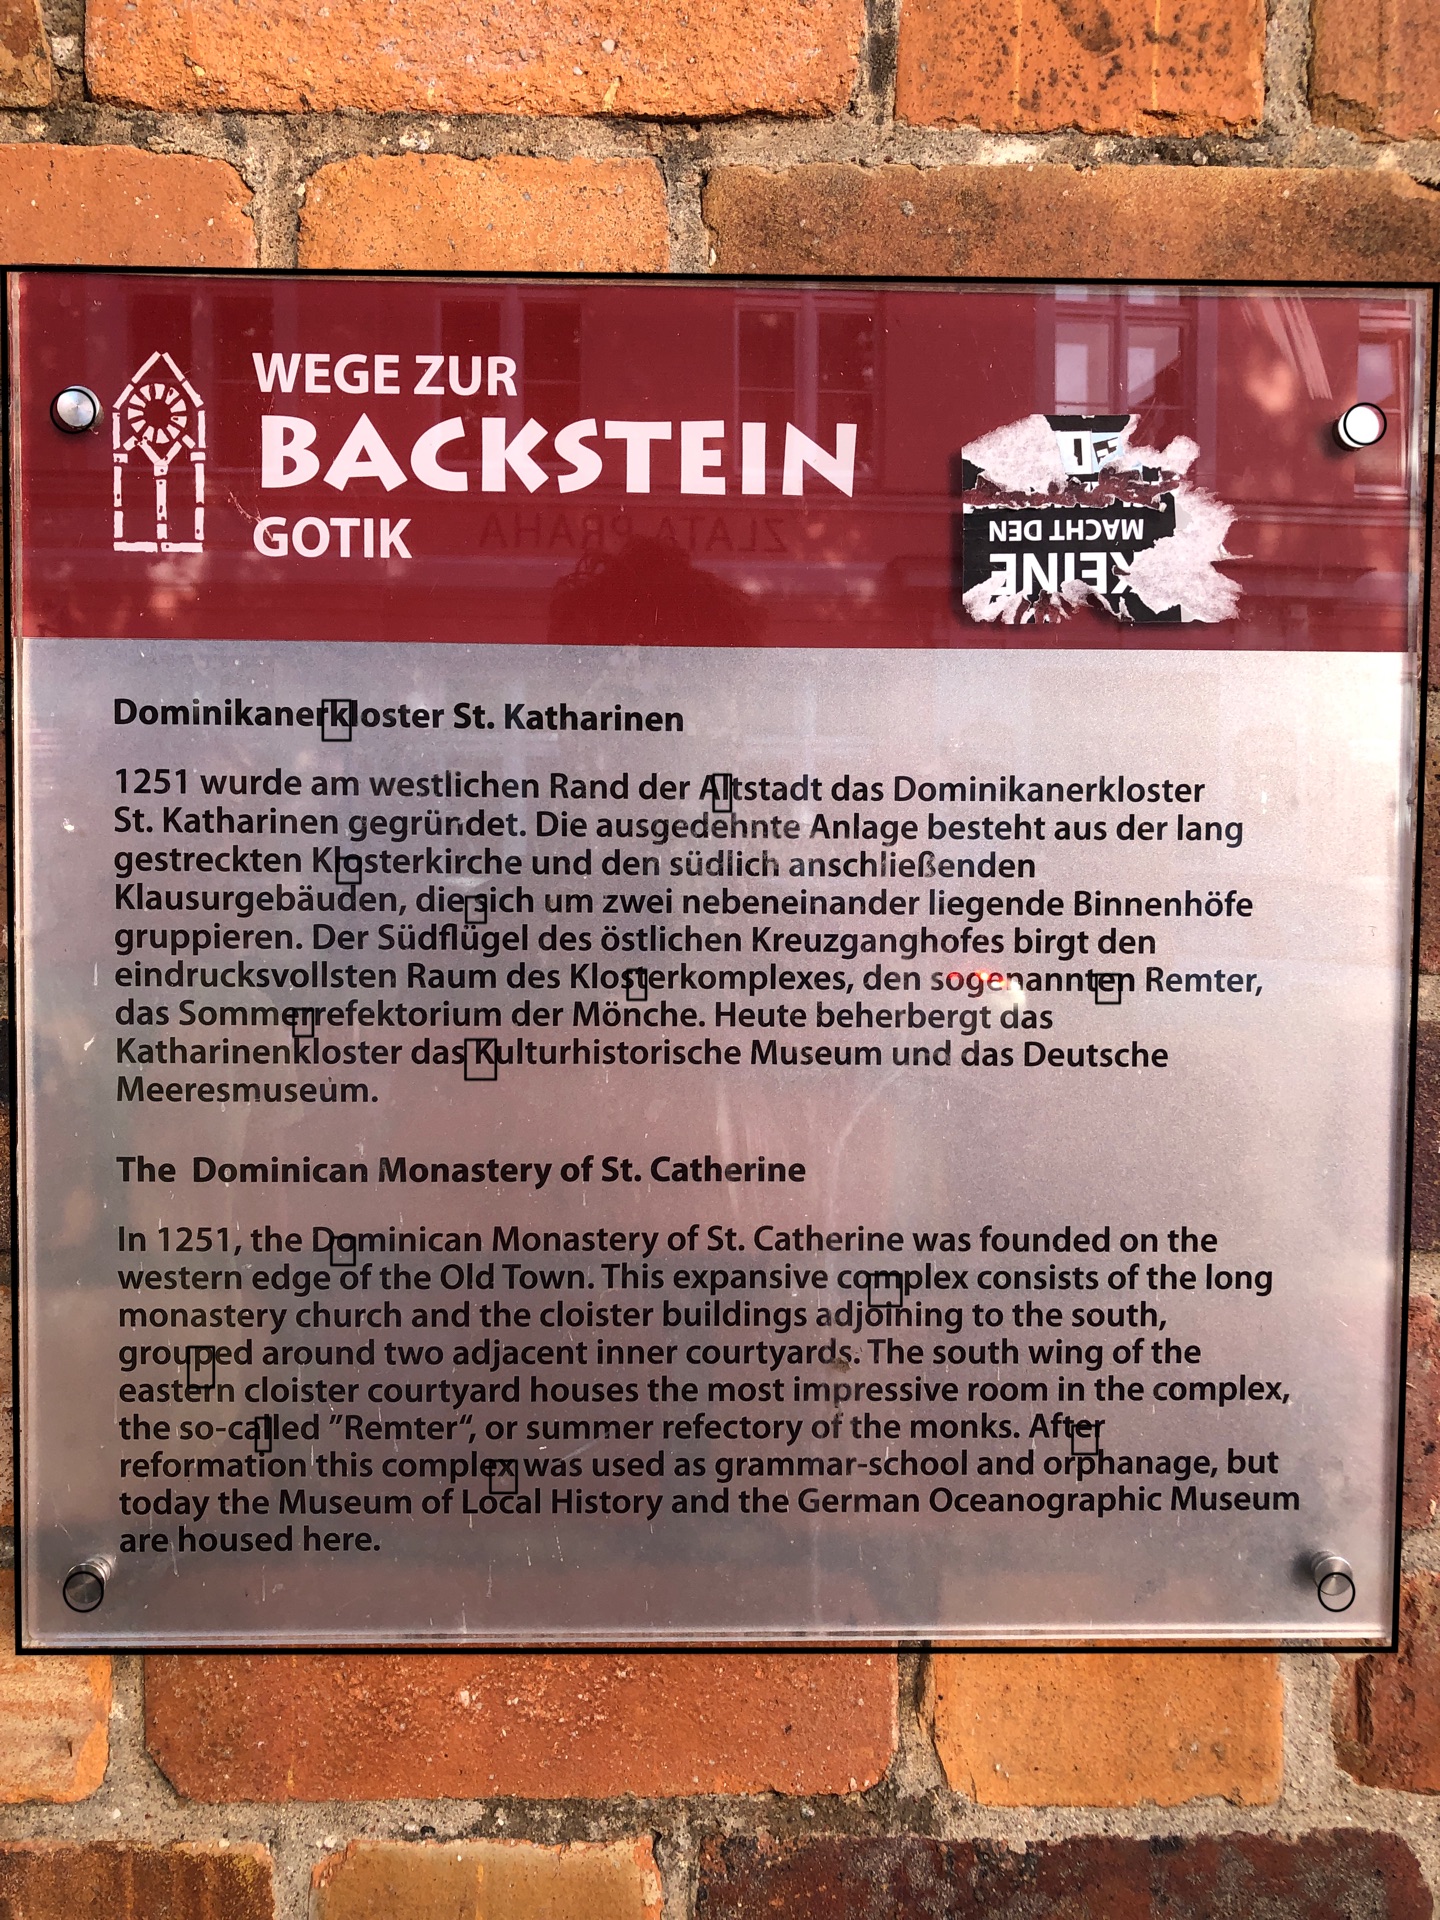 WEGE ZUR
BACKSTEIN
GOTIK
ZLATA PRAHA
MACHT DEN
KEINE
Dominikanerkloster St. Katharinen
1251 wurde am westlichen Rand der Altstadt das Dominikanerkloster
St. Katharinen gegründet. Die ausgedehnte Anlage besteht aus der lang
gestreckten Klosterkirche und den südlich anschließenden
Klausurgebäuden, die sich um zwei nebeneinander liegende Binnenhöfe
gruppieren. Der Südflügel des östlichen Kreuzganghofes birgt den
eindrucksvollsten Raum des Klosterkomplexes, den sogenannten Remter,
das Sommerrefektorium der Mönche. Heute beherbergt das
Katharinenkloster das Kulturhistorische Museum und das Deutsche
Meeresmuseum.
The Dominican Monastery of St. Catherine
In 1251, the Dominican Monastery of St. Catherine was founded on the
western edge of the Old Town. This expansive complex consists of the long
monastery church and the cloister buildings adjoining to the south,
grouped around two adjacent inner courtyards. The south wing of the
eastern cloister courtyard houses the most impressive room in the complex,
the so-called ”Remter“, or summer refectory of the monks. After
reformation this complex was used as grammar-school and orphanage, but
today the Museum of Local History and the German Oceanographic Museum
are housed here.